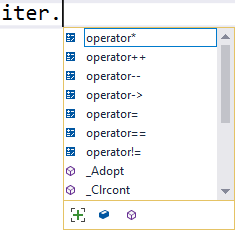 iter.
operator*
operator++
operator--
operator->
operator=
operator==
operator!=
_Adopt
_Clrcont